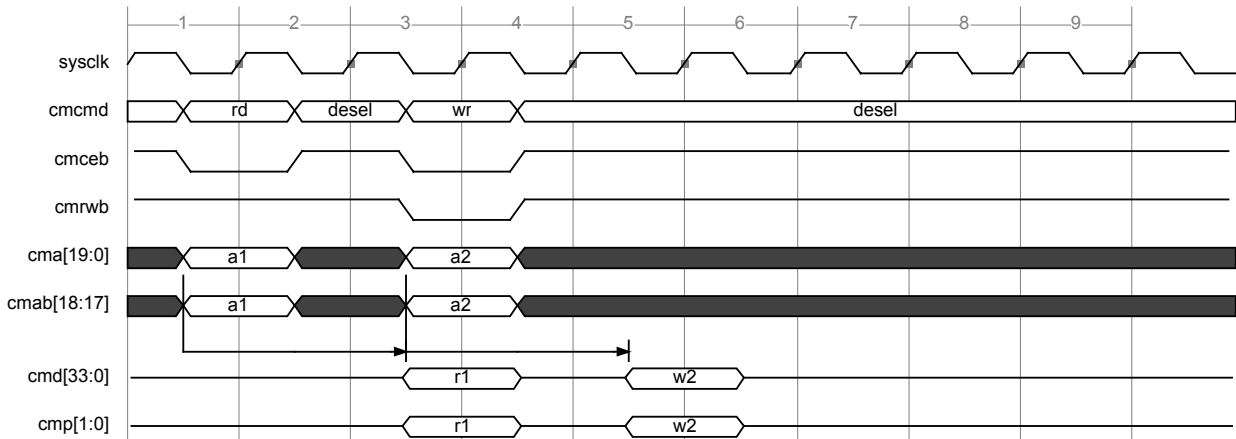 1 2 3 4 5 6 7 8 9
sysclk
cmcmd rd desel wr desel
cmceb
cmrwb
cma[19:0] a1 a2
cmab[18:17] a1 a2
cmd[33:0] r1 w2
cmp[1:0] r1 w2